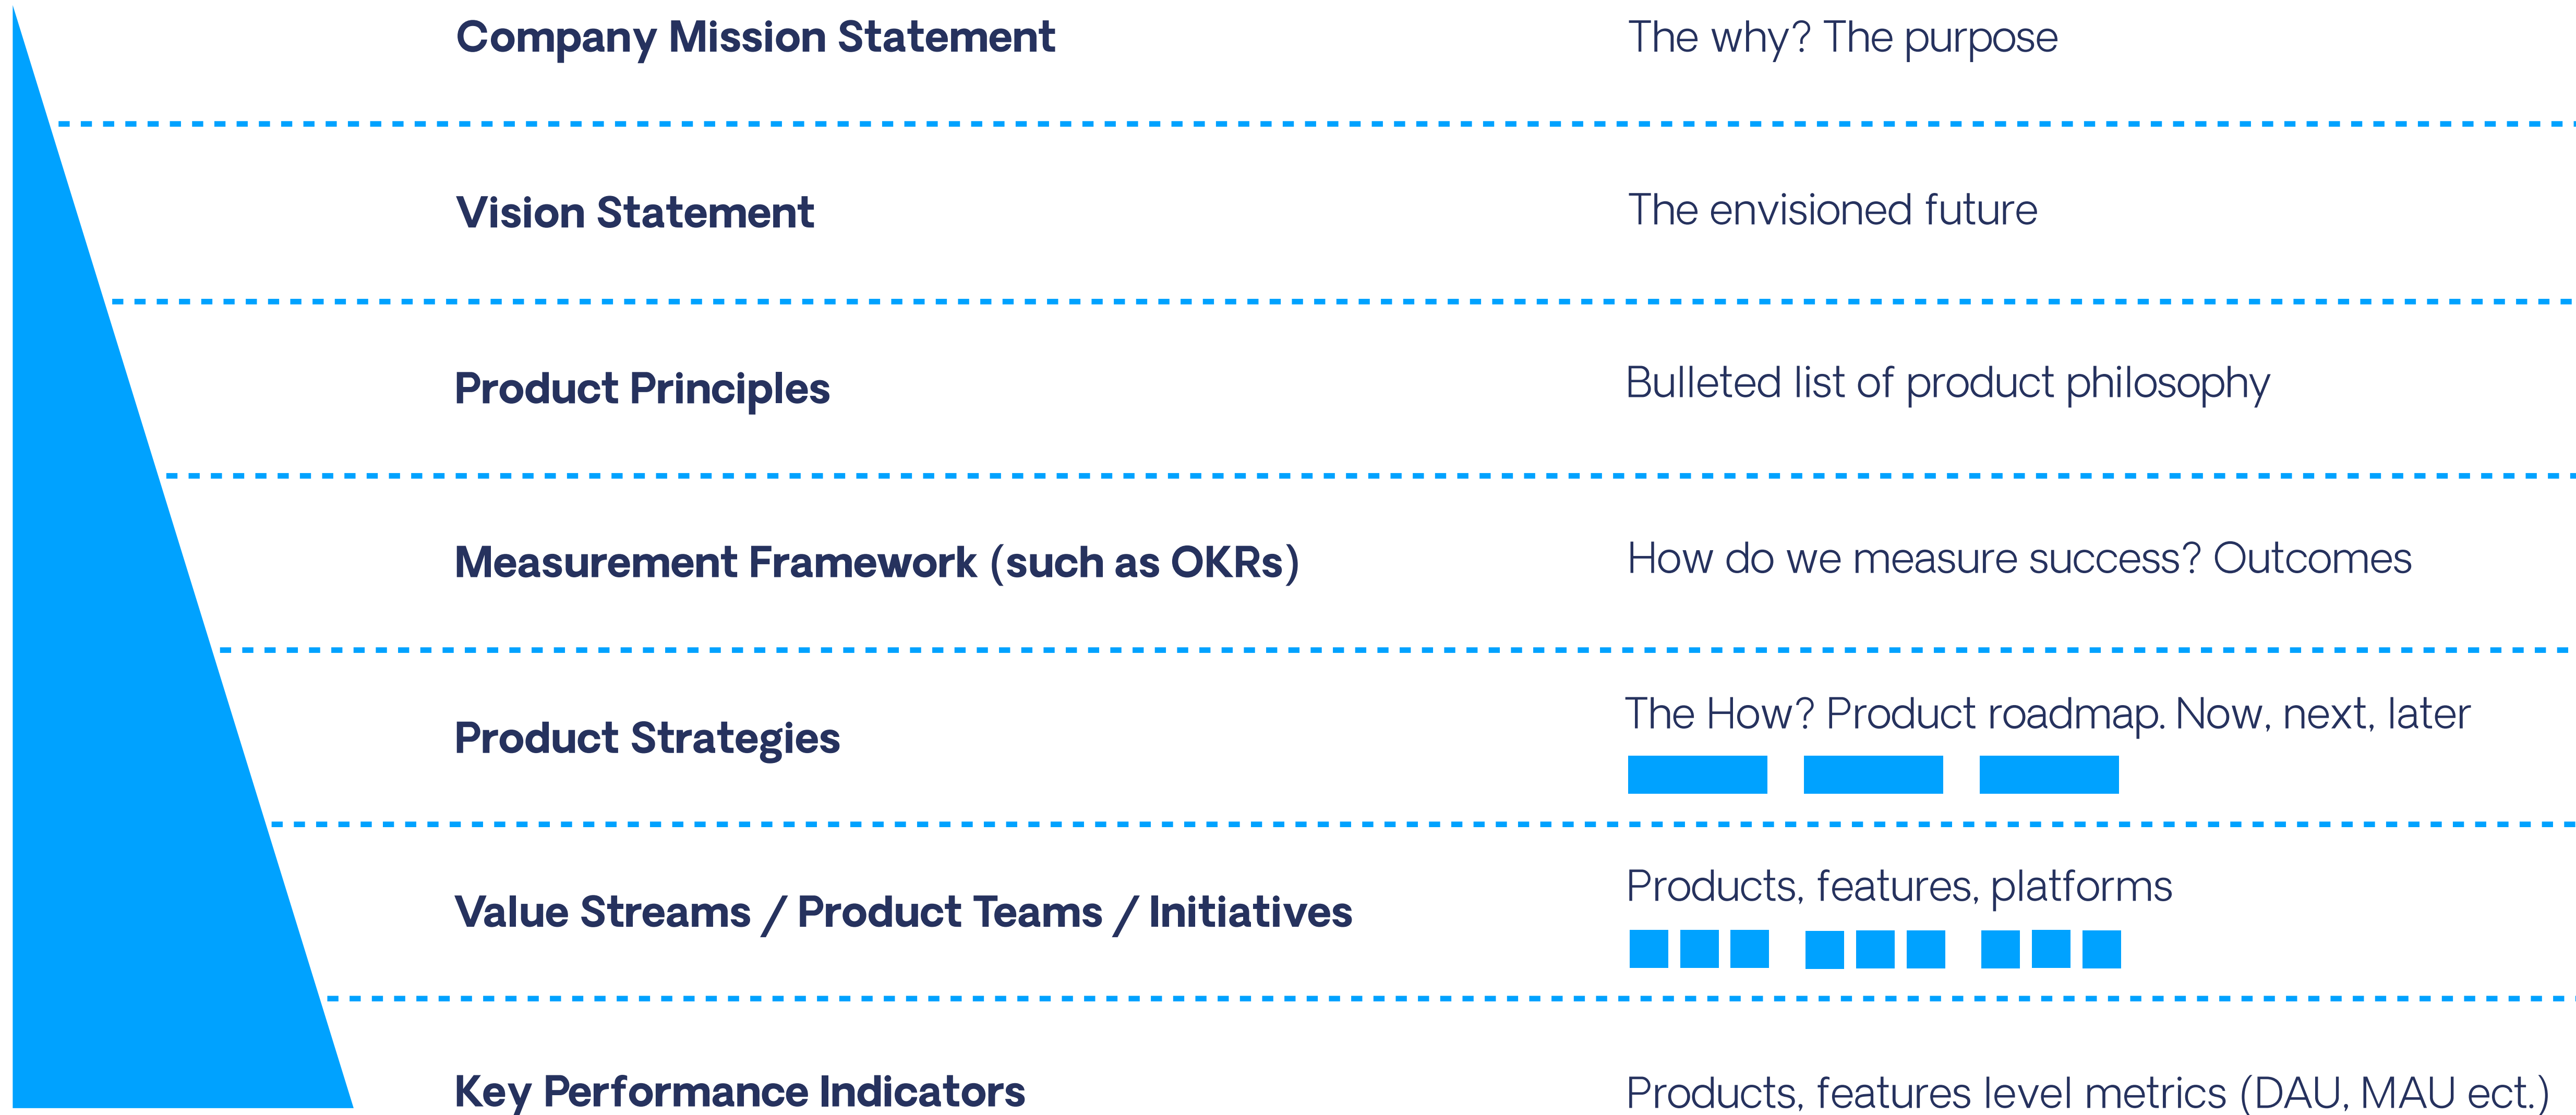 Company Mission Statement
The why? The purpose
Vision Statement
The envisioned future
Product Principles
Bulleted list of product philosophy
Measurement Framework (such as OKRs)
How do we measure success? Outcomes
Product Strategies
The How? Product roadmap. Now, next, later
Value Streams / Product Teams / Initiatives
Products, features, platforms
Key Performance Indicators
Products, features level metrics (DAU, MAU ect.)